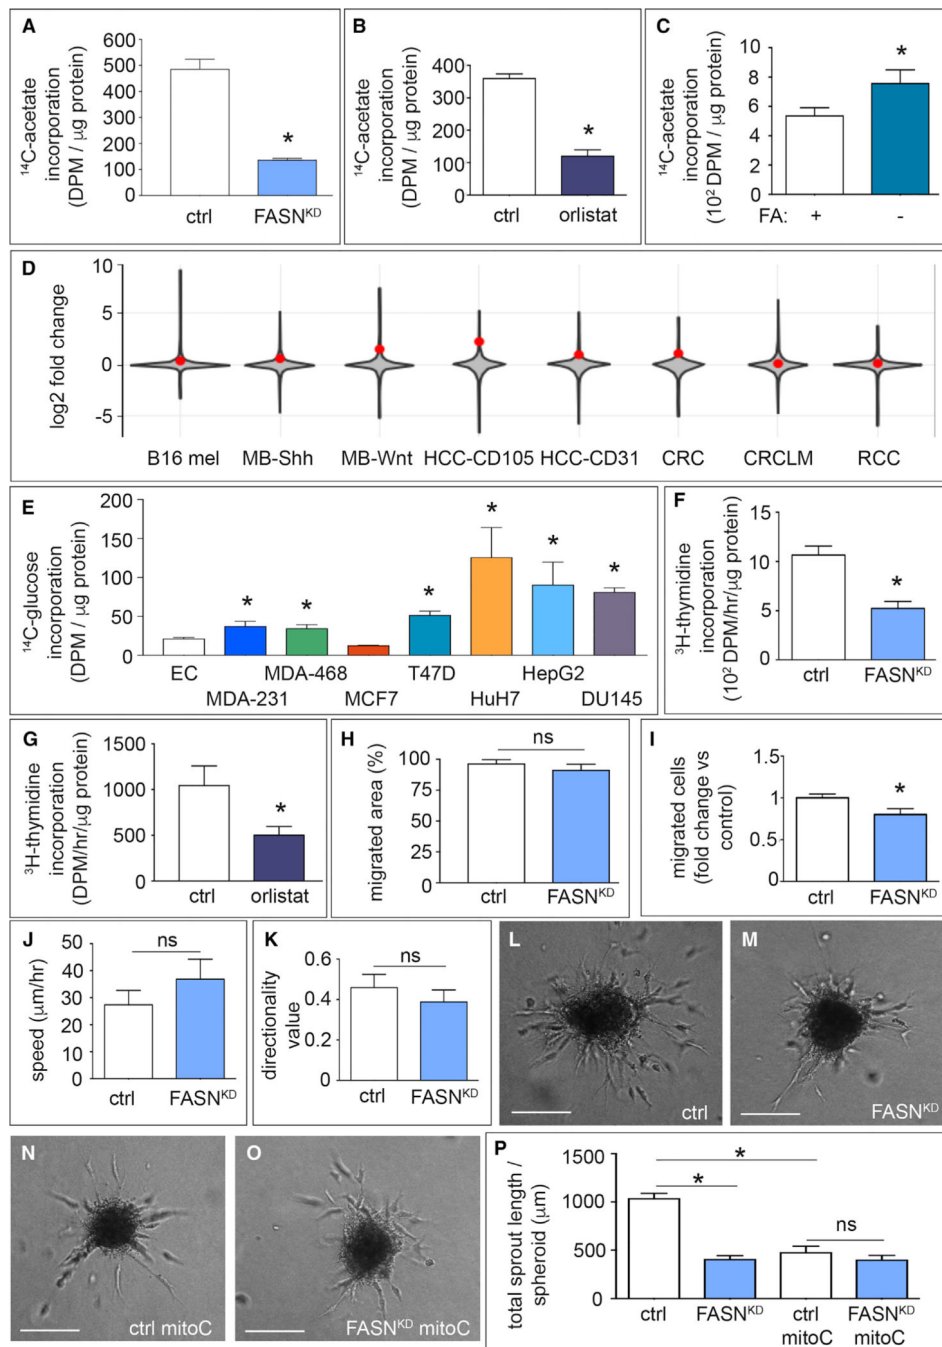 A
¹⁴C-acetate
incorporation
(DPM / µg protein)
600
500
400
300
200
100
0
*
ctrl FASNᴷᴰ
B
¹⁴C-acetate
incorporation
(DPM / µg protein)
400
300
200
100
0
*
ctrl orlistat
C
¹⁴C-acetate
incorporation
(10² DPM / µg protein)
10
8
6
4
2
0
*
FA: + -
D
log2 fold change
10
5
0
-5
B16 mel MB-Shh MB-Wnt HCC-CD105 HCC-CD31 CRC CRCLM RCC
E
¹⁴C-glucose
incorporation
(DPM / µg protein)
200
150
100
50
0
* * * * * *
EC MDA-468 T47D HepG2
MDA-231 MCF7 HuH7 DU145
F
³H-thymidine
incorporation
(10² DPM/hr/µg protein)
15
10
5
0
*
ctrl FASNᴷᴰ
G
³H-thymidine
incorporation
(DPM/hr/µg protein)
1500
1000
500
0
*
ctrl orlistat
H
migrated area (%)
100
75
50
25
0
ns
ctrl FASNᴷᴰ
I
migrated cells
(fold change vs
control)
1.5
1
0.5
0
*
ctrl FASNᴷᴰ
J
speed (µm/hr)
50
40
30
20
10
0
ns
ctrl FASNᴷᴰ
K
directionality
value
0.6
0.4
0.2
0
ns
ctrl FASNᴷᴰ
L
ctrl
M
FASNᴷᴰ
N
ctrl mitoC
O
FASNᴷᴰ mitoC
P
total sprout length /
spheroid (µm)
1500
1000
500
0
*
*
ns
ctrl FASNᴷᴰ ctrl FASNᴷᴰ
mitoC mitoC